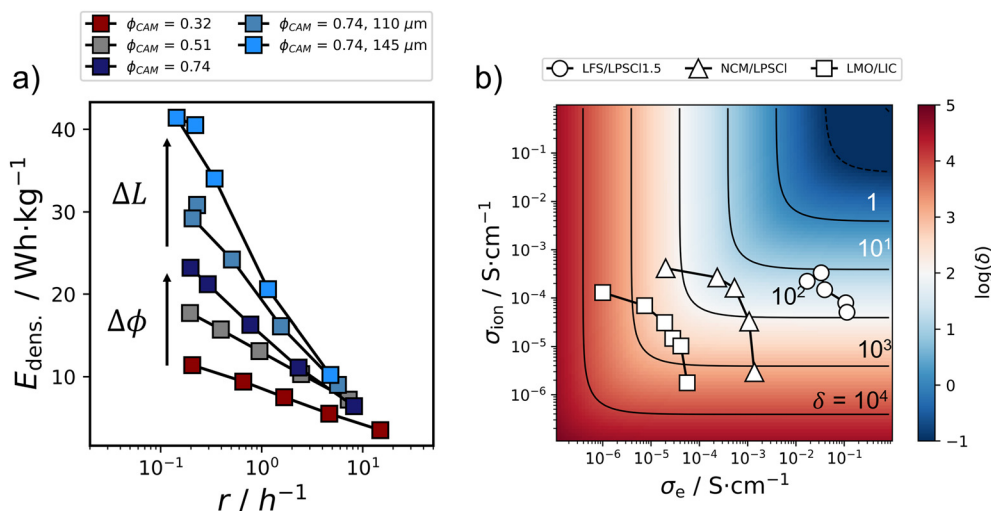 a)
ϕCAM = 0.32
ϕCAM = 0.51
ϕCAM = 0.74
ϕCAM = 0.74, 110 μm
ϕCAM = 0.74, 145 μm
40
30
20
10
Edens. / Wh·kg⁻¹
ΔL
Δϕ
10⁻¹
10⁰
10¹
r / h⁻¹
b)
LFS/LPSCl1.5
NCM/LPSCl
LMO/LIC
10⁻¹
10⁻²
10⁻³
10⁻⁴
10⁻⁵
10⁻⁶
σion / S·cm⁻¹
1
10¹
10²
10³
δ = 10⁴
10⁻⁶
10⁻⁵
10⁻⁴
10⁻³
10⁻²
10⁻¹
σe / S·cm⁻¹
5
4
3
2
1
0
−1
log(δ)